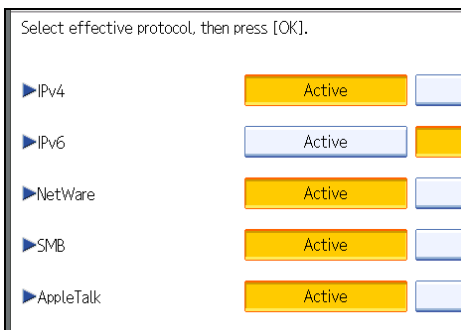 Select effective protocol, then press [OK].
IPv4 Active
IPv6 Active
NetWare Active
SMB Active
AppleTalk Active